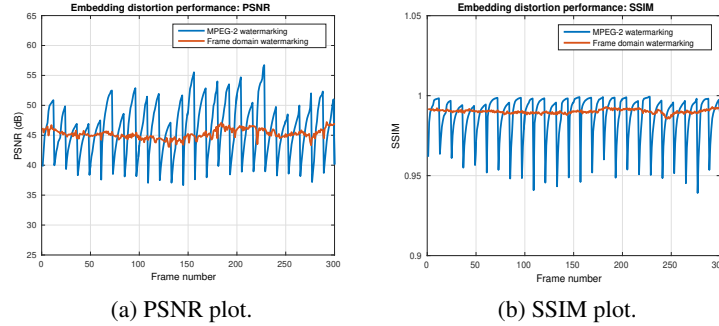 Embedding distortion performance: PSNR
65
60
55
50
45
40
35
30
25
PSNR (dB)
MPEG-2 watermarking
Frame domain watermarking
0
50
100
150
200
250
300
Frame number
(a) PSNR plot.
Embedding distortion performance: SSIM
1.05
1
0.95
0.9
SSIM
MPEG-2 watermarking
Frame domain watermarking
0
50
100
150
200
250
300
Frame number
(b) SSIM plot.